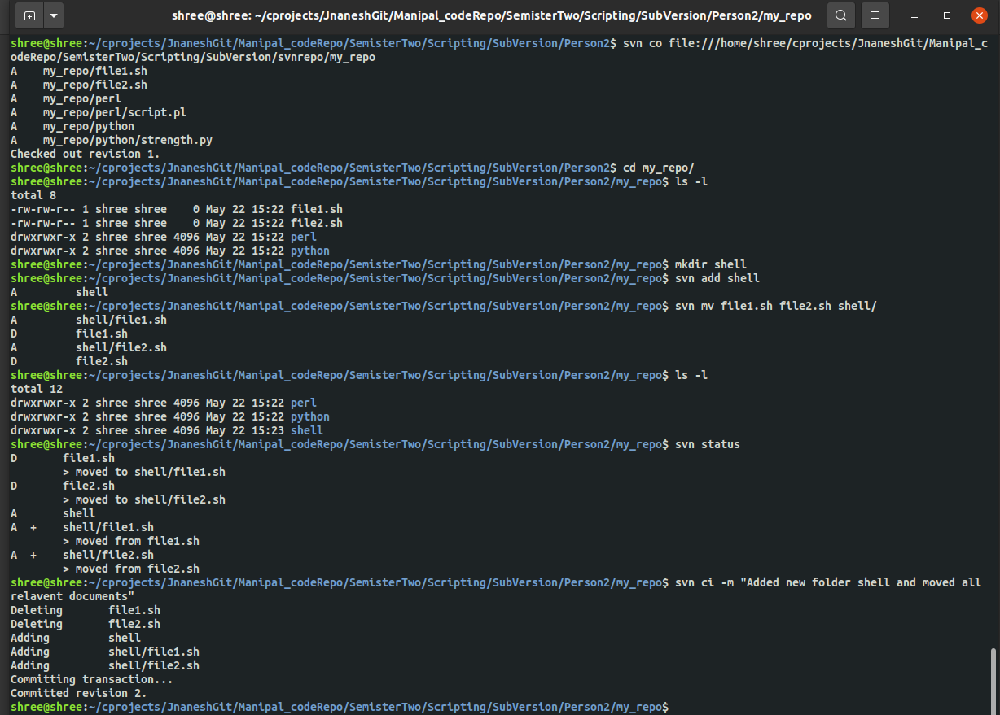 shree@shree: ~/cprojects/JnaneshGit/Manipal_codeRepo/SemisterTwo/Scripting/SubVersion/Person2/my_repo
shree@shree:~/cprojects/JnaneshGit/Manipal_codeRepo/SemisterTwo/Scripting/SubVersion/Person2$ svn co file:///home/shree/cprojects/JnaneshGit/Manipal_c
odeRepo/SemisterTwo/Scripting/SubVersion/svnrepo/my_repo
A    my_repo/file1.sh
A    my_repo/file2.sh
A    my_repo/perl
A    my_repo/perl/script.pl
A    my_repo/python
A    my_repo/python/strength.py
Checked out revision 1.
shree@shree:~/cprojects/JnaneshGit/Manipal_codeRepo/SemisterTwo/Scripting/SubVersion/Person2$ cd my_repo/
shree@shree:~/cprojects/JnaneshGit/Manipal_codeRepo/SemisterTwo/Scripting/SubVersion/Person2/my_repo$ ls -l
total 8
-rw-rw-r-- 1 shree shree    0 May 22 15:22 file1.sh
-rw-rw-r-- 1 shree shree    0 May 22 15:22 file2.sh
drwxrwxr-x 2 shree shree 4096 May 22 15:22 perl
drwxrwxr-x 2 shree shree 4096 May 22 15:22 python
shree@shree:~/cprojects/JnaneshGit/Manipal_codeRepo/SemisterTwo/Scripting/SubVersion/Person2/my_repo$ mkdir shell
shree@shree:~/cprojects/JnaneshGit/Manipal_codeRepo/SemisterTwo/Scripting/SubVersion/Person2/my_repo$ svn add shell
A         shell
shree@shree:~/cprojects/JnaneshGit/Manipal_codeRepo/SemisterTwo/Scripting/SubVersion/Person2/my_repo$ svn mv file1.sh file2.sh shell/
A         shell/file1.sh
D         file1.sh
A         shell/file2.sh
D         file2.sh
shree@shree:~/cprojects/JnaneshGit/Manipal_codeRepo/SemisterTwo/Scripting/SubVersion/Person2/my_repo$ ls -l
total 12
drwxrwxr-x 2 shree shree 4096 May 22 15:22 perl
drwxrwxr-x 2 shree shree 4096 May 22 15:22 python
drwxrwxr-x 2 shree shree 4096 May 22 15:23 shell
shree@shree:~/cprojects/JnaneshGit/Manipal_codeRepo/SemisterTwo/Scripting/SubVersion/Person2/my_repo$ svn status
D       file1.sh
        > moved to shell/file1.sh
D       file2.sh
        > moved to shell/file2.sh
A       shell
A  +    shell/file1.sh
        > moved from file1.sh
A  +    shell/file2.sh
        > moved from file2.sh
shree@shree:~/cprojects/JnaneshGit/Manipal_codeRepo/SemisterTwo/Scripting/SubVersion/Person2/my_repo$ svn ci -m "Added new folder shell and moved all
relavent documents"
Deleting       file1.sh
Deleting       file2.sh
Adding         shell
Adding         shell/file1.sh
Adding         shell/file2.sh
Committing transaction...
Committed revision 2.
shree@shree:~/cprojects/JnaneshGit/Manipal_codeRepo/SemisterTwo/Scripting/SubVersion/Person2/my_repo$